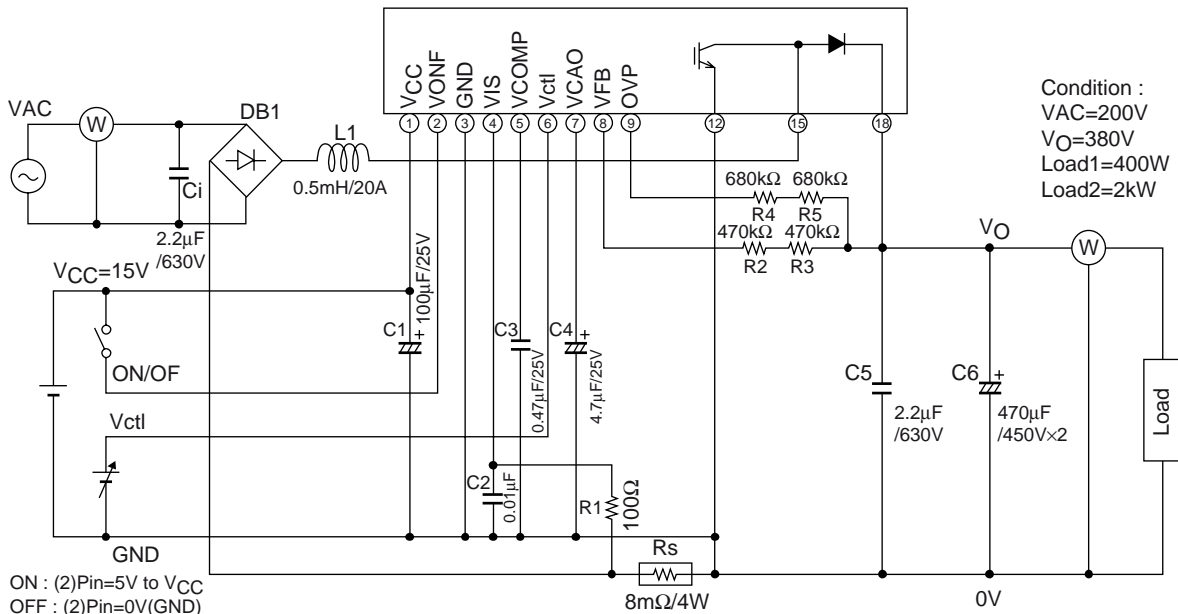 VCC
VONF
GND
VIS
VCOMP
Vctl
VCAO
VFB
OVP
1
2
3
4
5
6
7
8
9
12
15
18
VAC
W
DB1
L1
0.5mH/20A
Ci
2.2µF
/630V
Condition :
VAC=200V
VO=380V
Load1=400W
Load2=2kW
680kΩ
680kΩ
R4
R5
470kΩ
470kΩ
R2
R3
VO
W
VCC=15V
100µF/25V
C1
+
ON/OF
C3
0.47µF/25V
C4
+
4.7µF/25V
C5
2.2µF
/630V
C6
+
470µF
/450V×2
Load
Vctl
C2
0.01µF
R1
100Ω
GND
Rs
8mΩ/4W
0V
ON : (2)Pin=5V to VCC
OFF : (2)Pin=0V(GND)